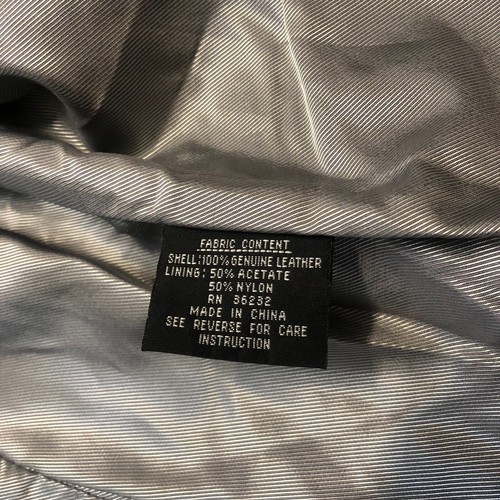 FABRIC CONTENT
SHELL:100% GENUINE LEATHER
LINING: 50% ACETATE
50% NYLON
RN 36232
MADE IN CHINA
SEE REVERSE FOR CARE
INSTRUCTION